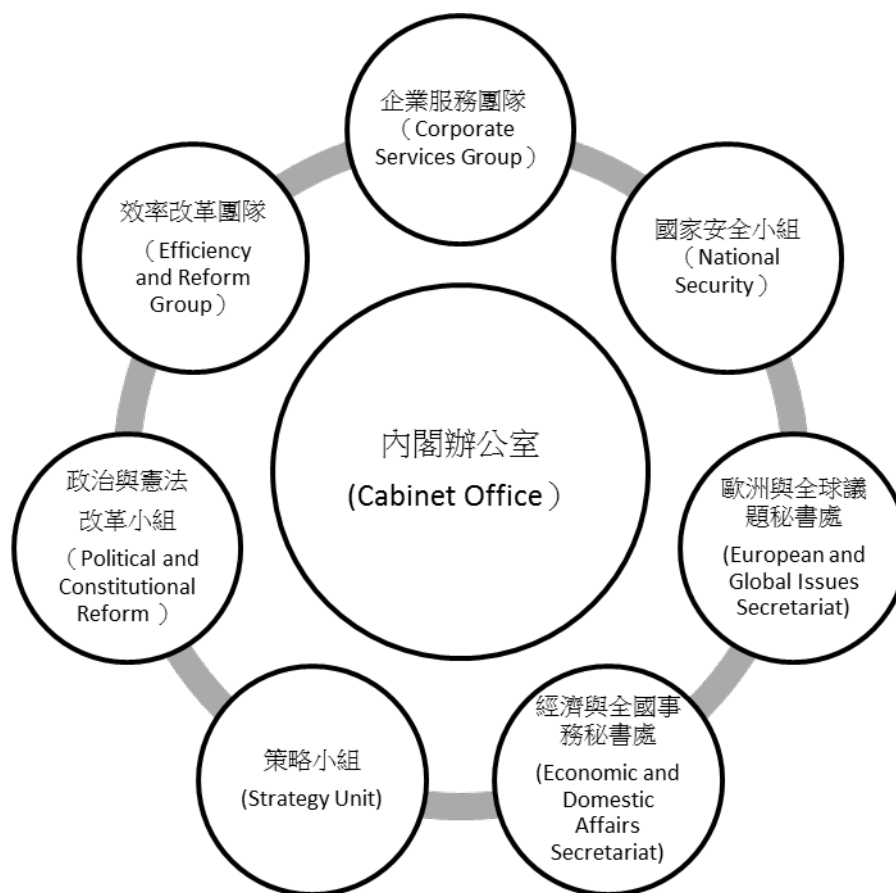 企業服務團隊
（Corporate
Services Group）
國家安全小組
（National
Security）
歐洲與全球議
題秘書處
(European and
Global Issues
Secretariat)
經濟與全國事
務秘書處
(Economic and
Domestic
Affairs
Secretariat)
策略小組
(Strategy Unit)
政治與憲法
改革小組
（Political and
Constitutional
Reform ）
效率改革團隊
（Efficiency
and Reform
Group）
內閣辦公室
(Cabinet Office）